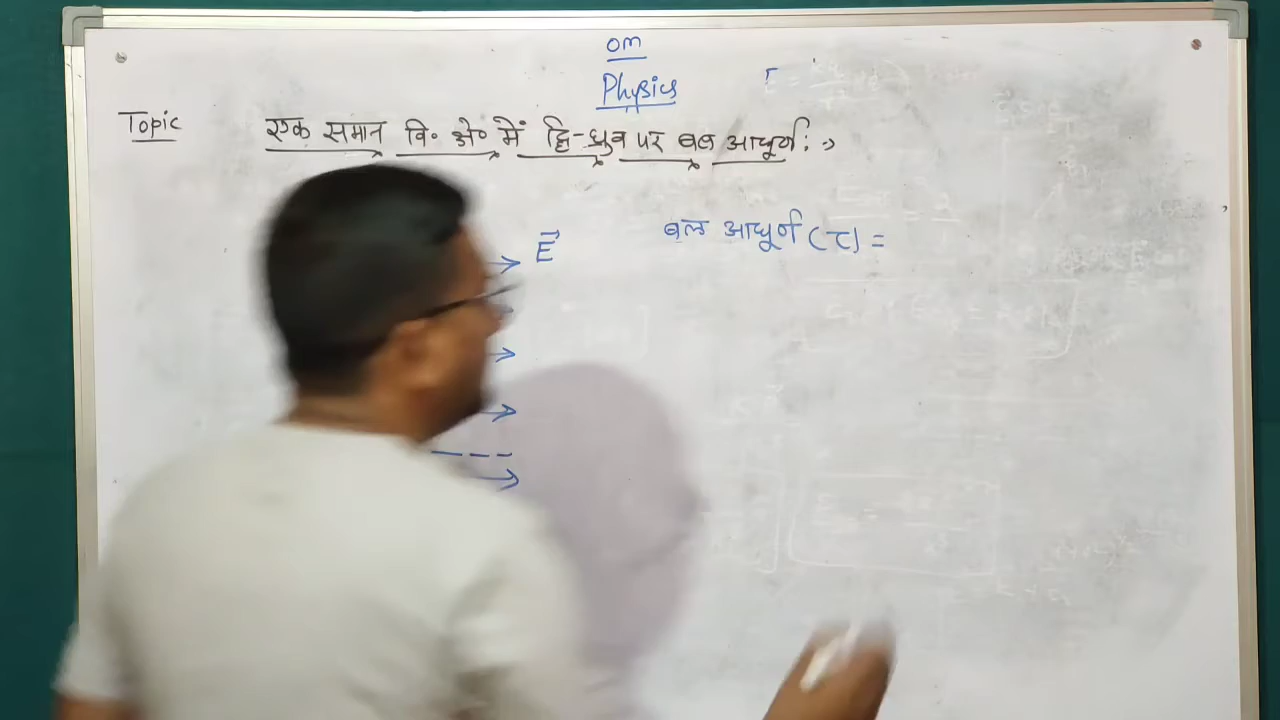 om
Physics
Topic एक समान वि॰ क्षे॰ में द्वि-ध्रुव पर बल आघूर्ण :→
E⃗
बल आघूर्ण (τ) =